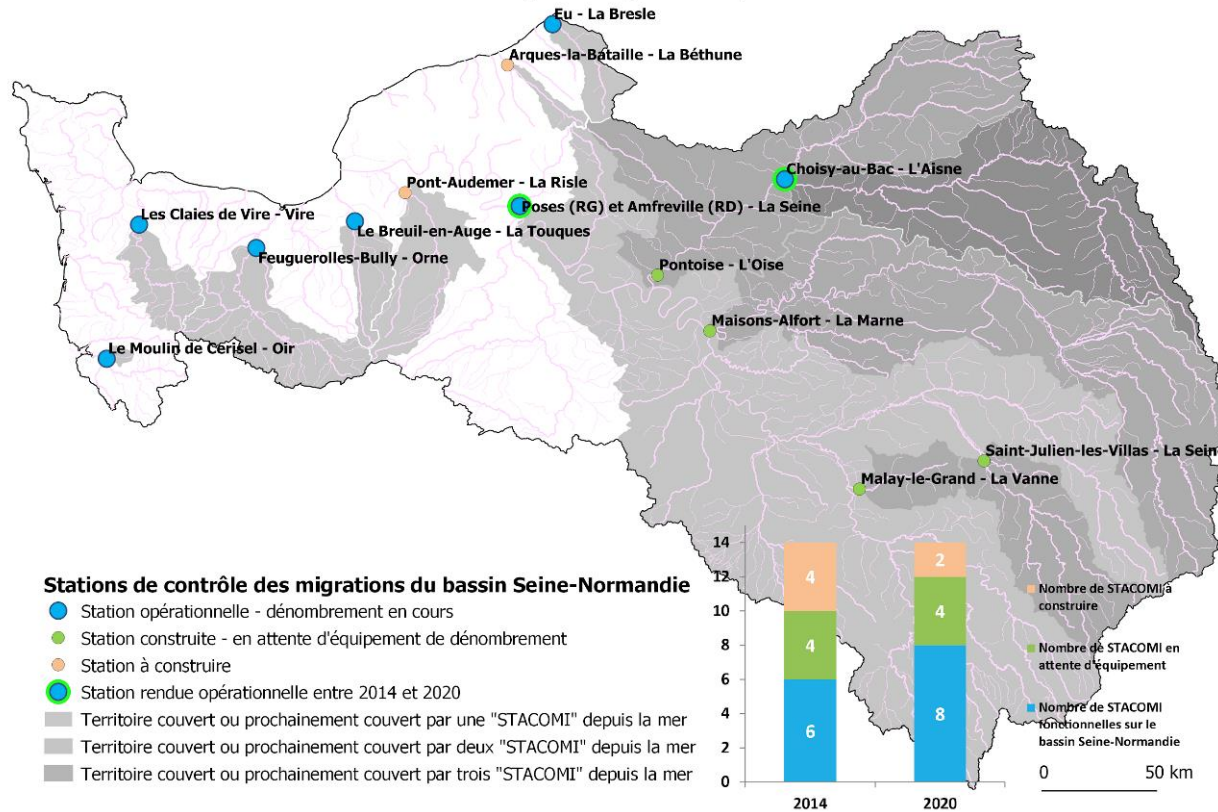 Eu - La Bresle
Arques-la-Bataille - La Béthune
Choisy-au-Bac - L'Aisne
Pont-Audemer - La Risle
Poses (RG) et Amfreville (RD) - La Seine
Les Claies de Vire - Vire
Le Breuil-en-Auge - La Touques
Feuguerolles-Bully - Orne
Pontoise - L'Oise
Maisons-Alfort - La Marne
Le Moulin de Cerisel - Oir
Saint-Julien-les-Villas - La Sein
Malay-le-Grand - La Vanne
Stations de contrôle des migrations du bassin Seine-Normandie
Station opérationnelle - dénombrement en cours
Station construite - en attente d'équipement de dénombrement
Station à construire
Station rendue opérationnelle entre 2014 et 2020
Territoire couvert ou prochainement couvert par une "STACOMI" depuis la mer
Territoire couvert ou prochainement couvert par deux "STACOMI" depuis la mer
Territoire couvert ou prochainement couvert par trois "STACOMI" depuis la mer
14
12
10
8
6
4
2
0
4
4
6
2
4
8
2014
2020
Nombre de STACOMI à
construire
Nombre de STACOMI en
attente d'équipement
Nombre de STACOMI
fonctionnelles sur le
bassin Seine-Normandie
0 50 km